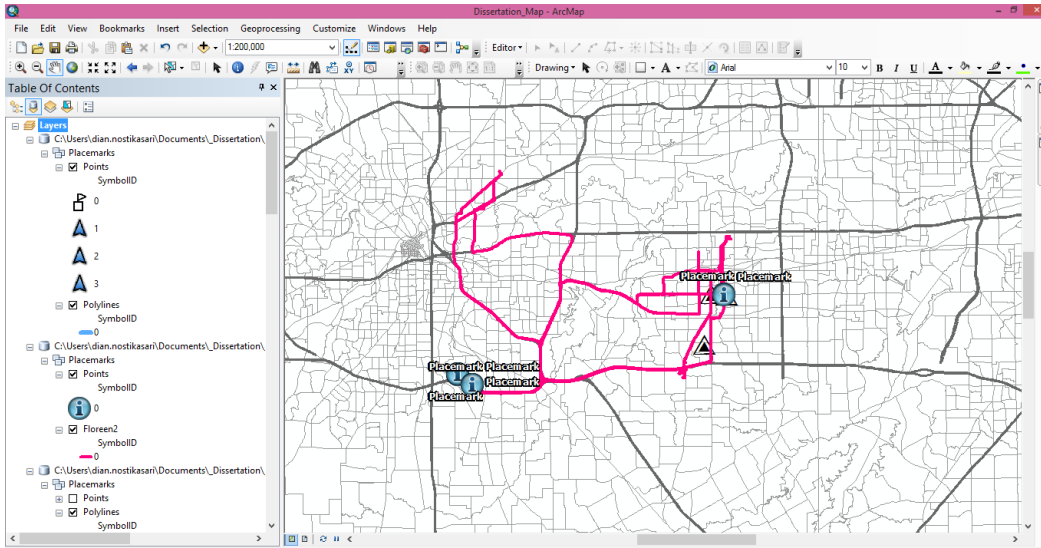 Dissertation_Map - ArcMap
File Edit View Bookmarks Insert Selection Geoprocessing Customize Windows Help
1:200,000
Editor
Drawing
Arial
10
B I U A
Table Of Contents
Layers
C:\Users\dian.nostikasari\Documents\_Dissertation\
Placemarks
Points
SymbolID
0
1
2
3
Polylines
SymbolID
0
C:\Users\dian.nostikasari\Documents\_Dissertation\
Placemarks
Points
SymbolID
0
Floreen2
SymbolID
0
C:\Users\dian.nostikasari\Documents\_Dissertation\
Placemarks
Points
Polylines
SymbolID
Placemark Placemark
Placemark Placemark
Placemark
Placemark